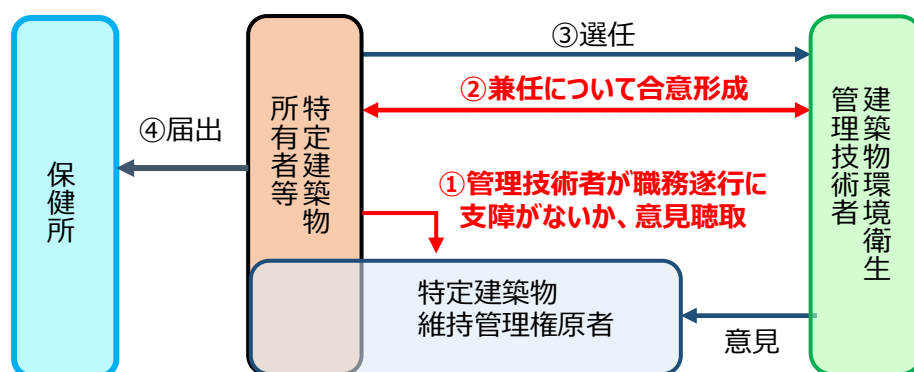 保健所
④届出
特定建築物
所有者等
③選任
②兼任について合意形成
①管理技術者が職務遂行に
支障がないか、意見聴取
特定建築物
維持管理権原者
意見
建築物環境衛生
管理技術者